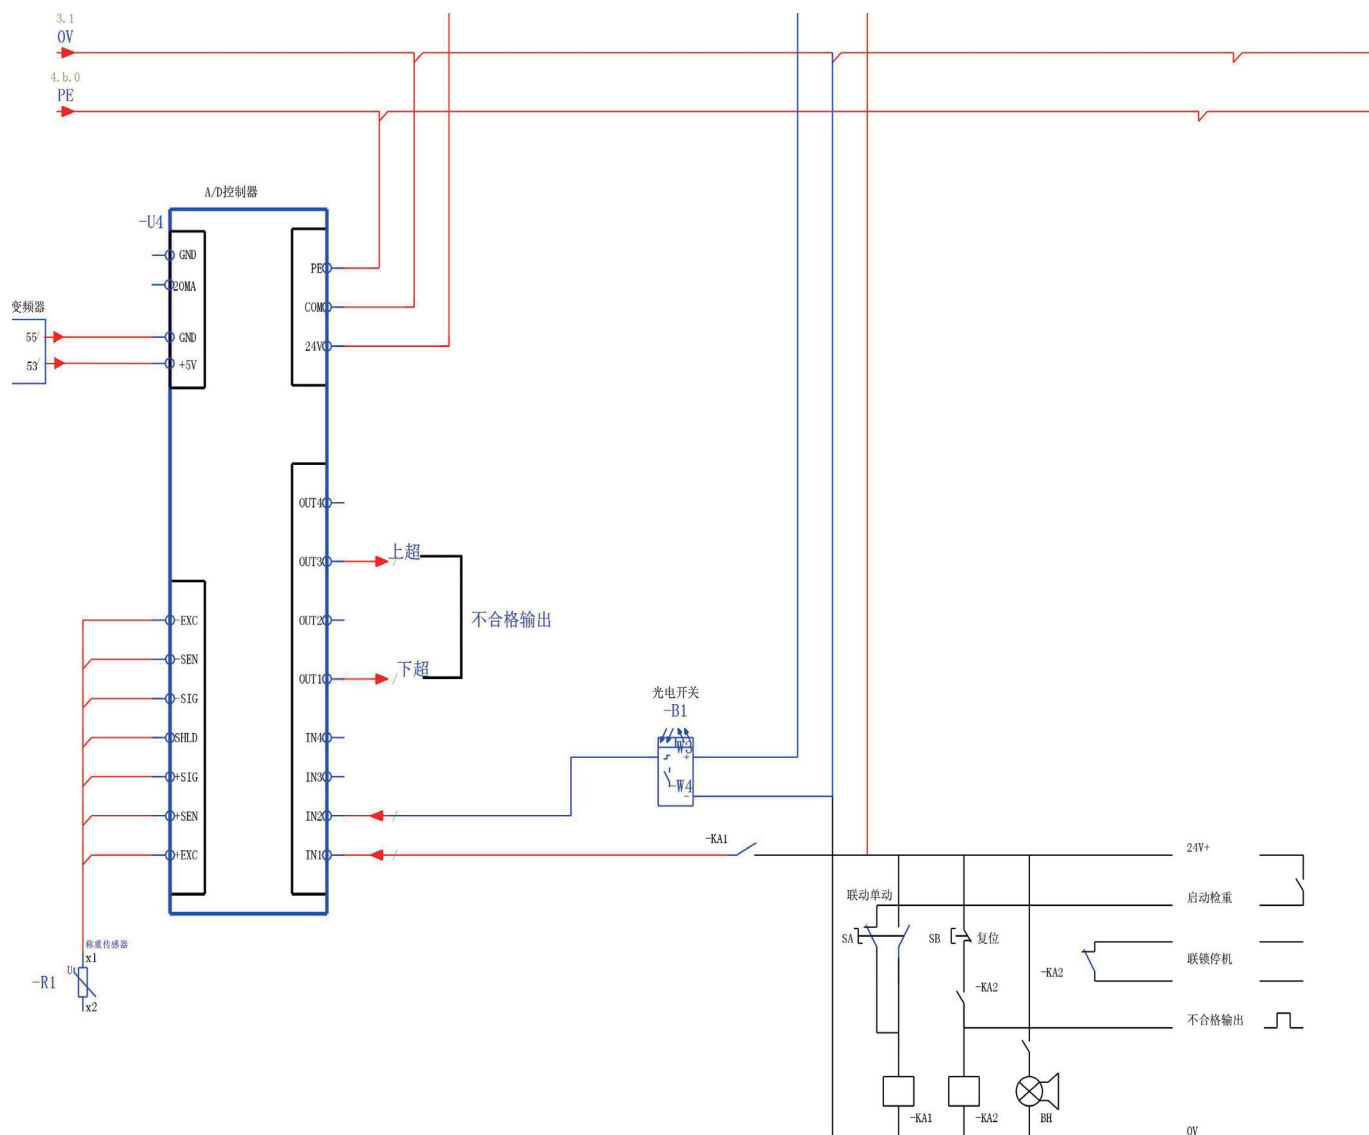 3.1
0V
4.b.0
PE
A/D控制器
-U4
GND
20MA
变频器
55
GND
53
+5V
PE
COM
24V
OUT4
OUT3
上超
OUT2
不合格输出
OUT1
下超
-EXC
-SEN
-SIG
SHLD
+SIG
+SEN
+EXC
IN4
IN3
IN2
IN1
光电开关
-B1
W3
+
-W4
-
-KA1
24V+
联动单动
启动检重
SA
SB
复位
-KA2
联锁停机
-KA2
不合格输出
称重传感器
x1
U
-R1
x2
-KA1
-KA2
BH
0V